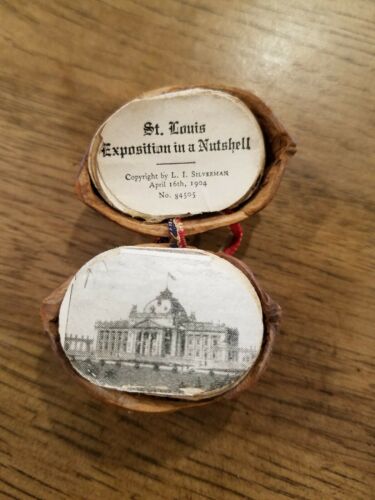 St. Louis
Exposition in a Nutshell
Copyright by L. I. SILVERMAN
April 16th, 1904
No. 84505